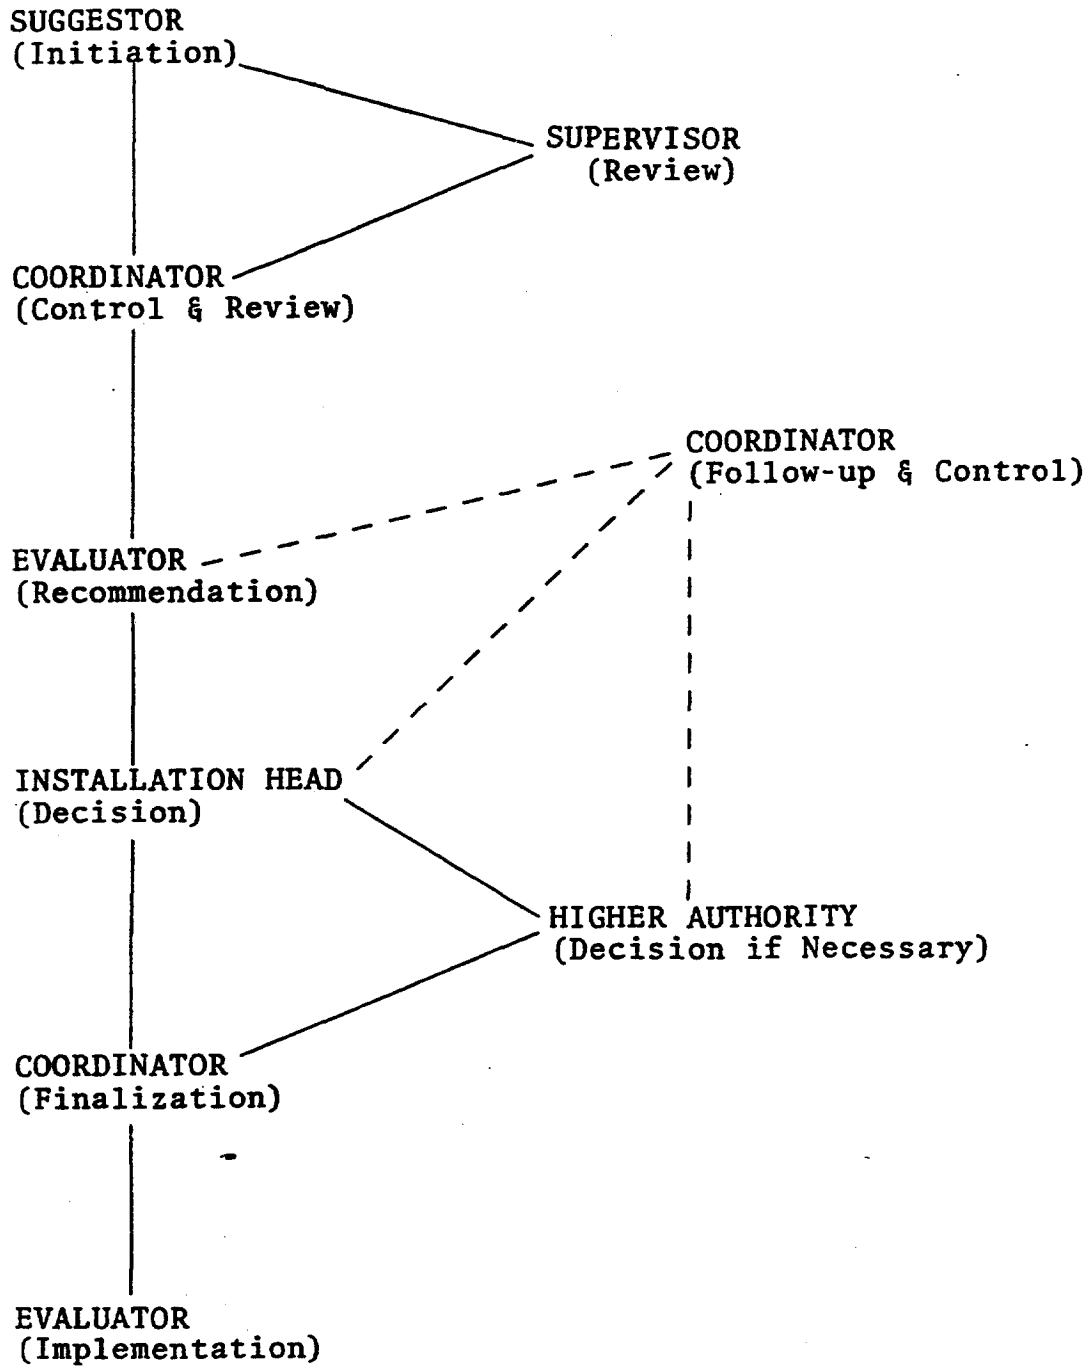 SUGGESTOR
(Initiation)
SUPERVISOR
(Review)
COORDINATOR
(Control & Review)
COORDINATOR
(Follow-up & Control)
EVALUATOR
(Recommendation)
INSTALLATION HEAD
(Decision)
HIGHER AUTHORITY
(Decision if Necessary)
COORDINATOR
(Finalization)
EVALUATOR
(Implementation)